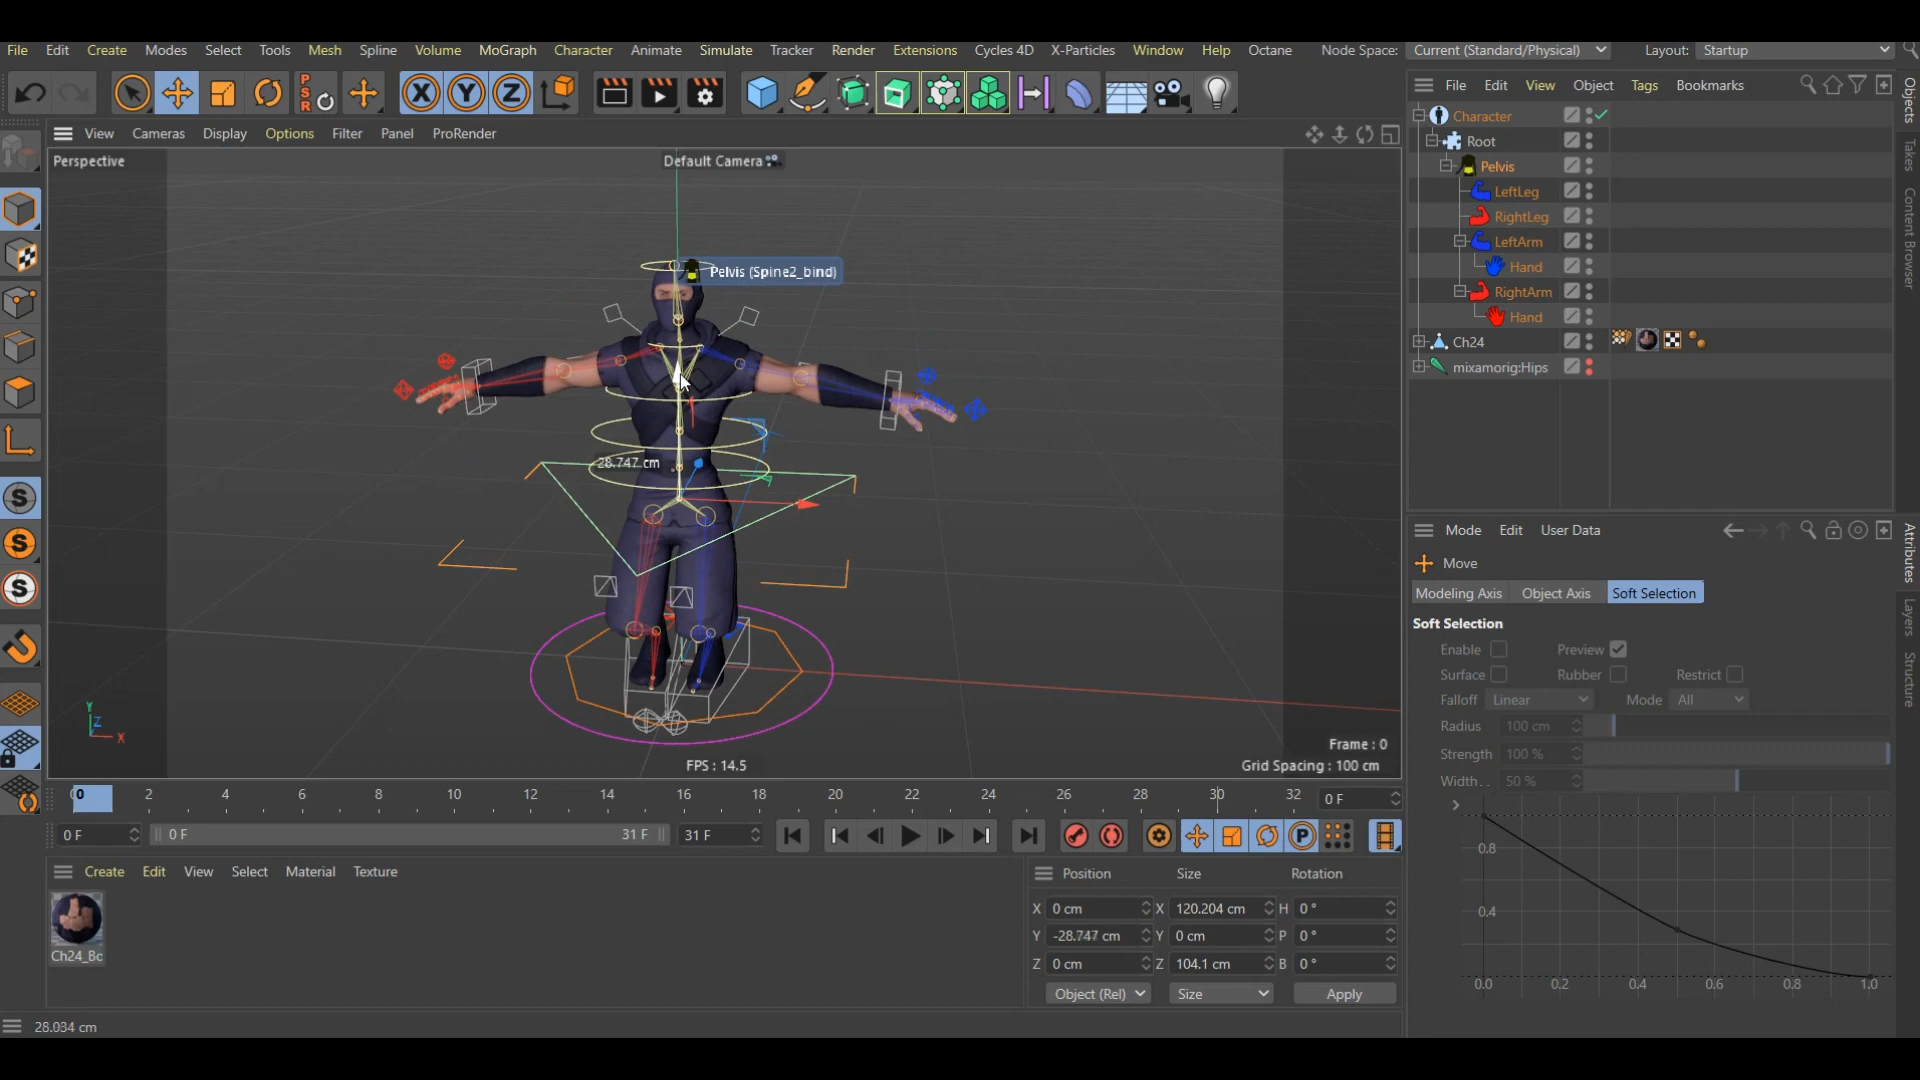 File Edit Create Modes Select Tools Mesh Spline Volume MoGraph Character Animate Simulate Tracker Render Extensions Cycles 4D X-Particles Window Help Octane Node Space: Current (Standard/Physical) Layout: Startup
PSR X Y Z
File Edit View Object Tags Bookmarks
View Cameras Display Options Filter Panel ProRender
Perspective
Default Camera
Pelvis (Spine2_bind)
28.747 cm
Y
Z
X
FPS : 14.5
Frame : 0
Grid Spacing : 100 cm
S
S
S
Character
Root
Pelvis
LeftLeg
RightLeg
LeftArm
Hand
RightArm
Hand
Ch24
mixamorig:Hips
Objects
Takes
Content Browser
Mode Edit User Data
Move
Modeling Axis Object Axis Soft Selection
Soft Selection
Enable Preview
Surface Rubber Restrict
Falloff Linear Mode All
Radius 100 cm
Strength 100 %
Width. . 50 %
0.8
0.4
0.0 0.2 0.4 0.6 0.8 1.0
Attributes
Layers
Structure
0 2 4 6 8 10 12 14 16 18 20 22 24 26 28 30 32 0 F
0 F 0 F 31 F 31 F P
Create Edit View Select Material Texture
Ch24_Bc
Position Size Rotation
X 0 cm X 120.204 cm H 0 °
Y -28.747 cm Y 0 cm P 0 °
Z 0 cm Z 104.1 cm B 0 °
Object (Rel) Size Apply
28.034 cm